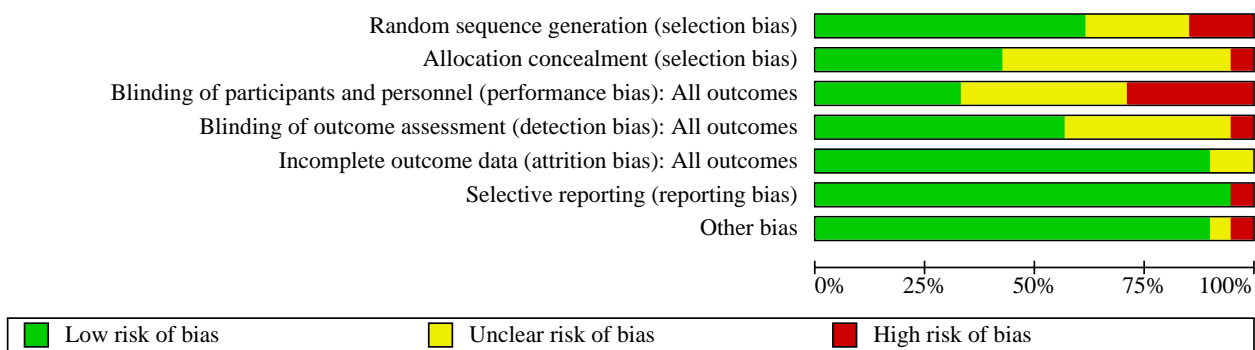 Random sequence generation (selection bias)
Allocation concealment (selection bias)
Blinding of participants and personnel (performance bias): All outcomes
Blinding of outcome assessment (detection bias): All outcomes
Incomplete outcome data (attrition bias): All outcomes
Selective reporting (reporting bias)
Other bias
0% 25% 50% 75% 100%
Low risk of bias Unclear risk of bias High risk of bias